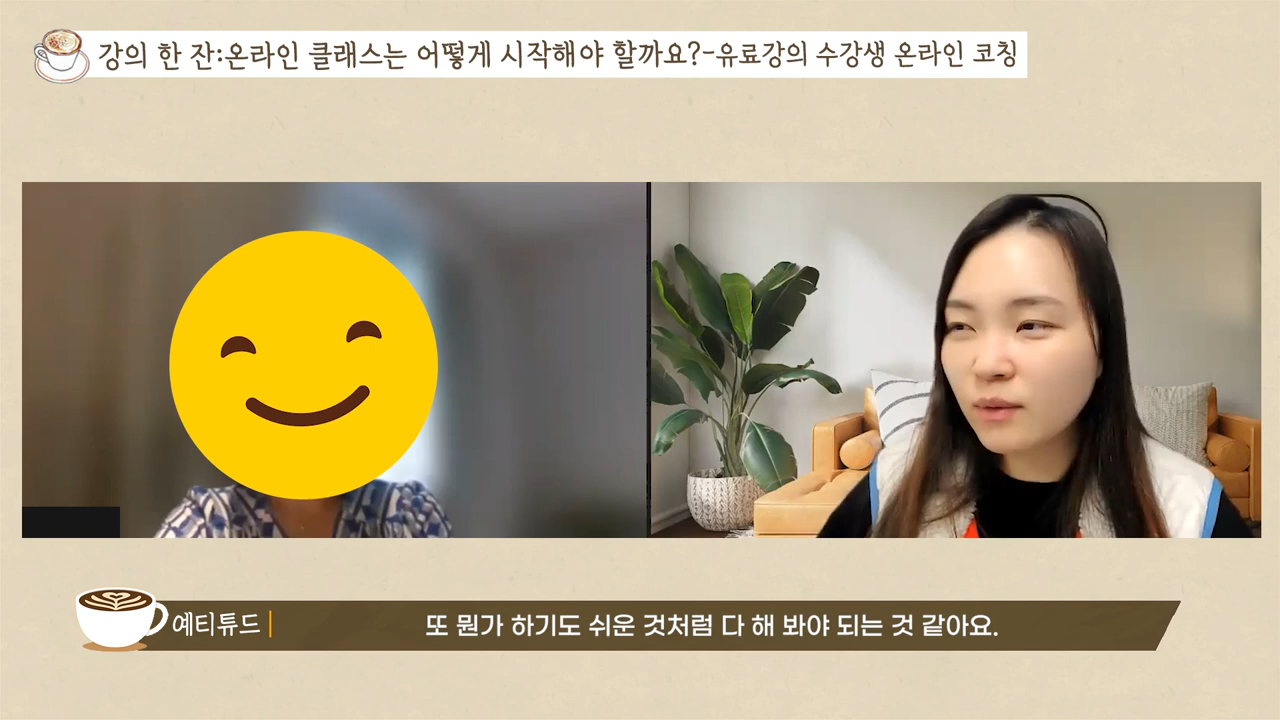 강의 한 잔:온라인 클래스는 어떻게 시작해야 할까요?-유료강의 수강생 온라인 코칭
예티튜드
또 뭔가 하기도 쉬운 것처럼 다 해 봐야 되는 것 같아요.